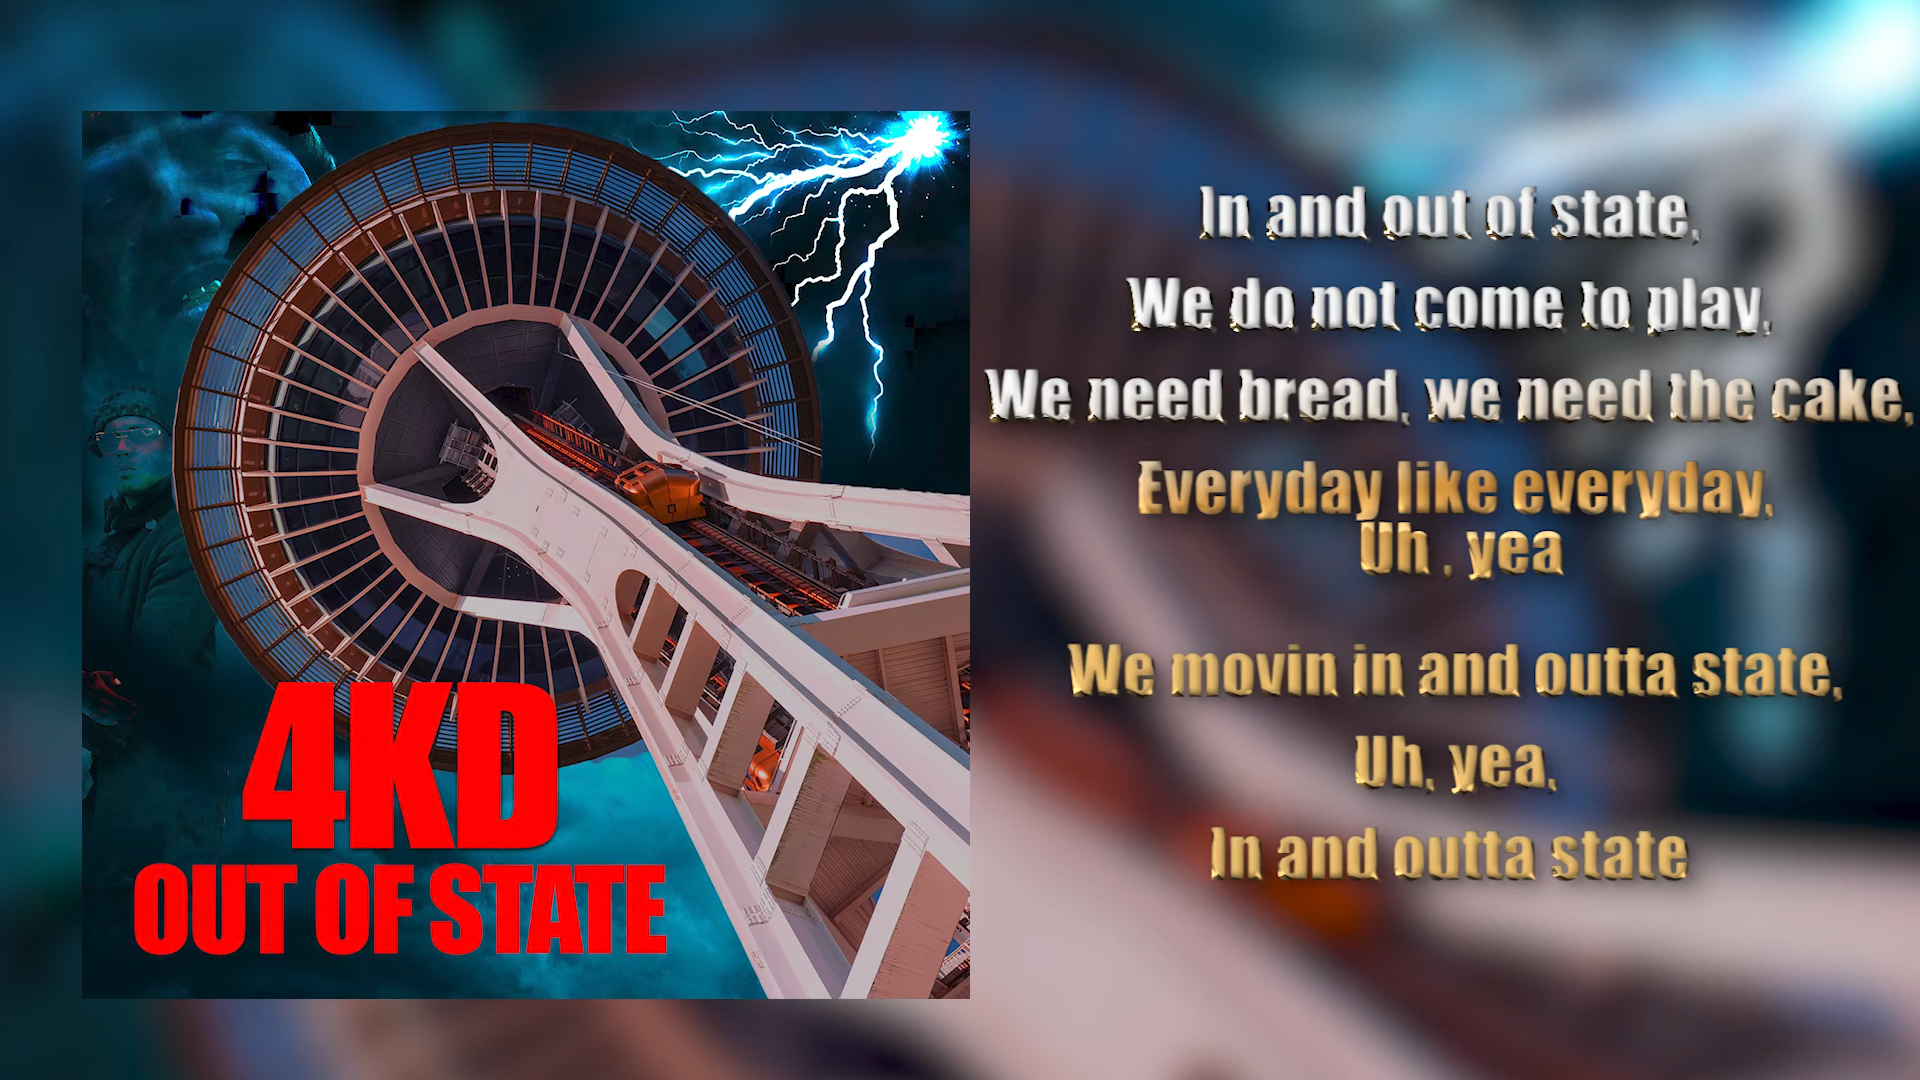 4KD
OUT OF STATE
In and out of state,
We do not come to play,
We need bread, we need the cake,
Everyday like everyday,
Uh , yea
We movin in and outta state,
Uh, yea,
In and outta state